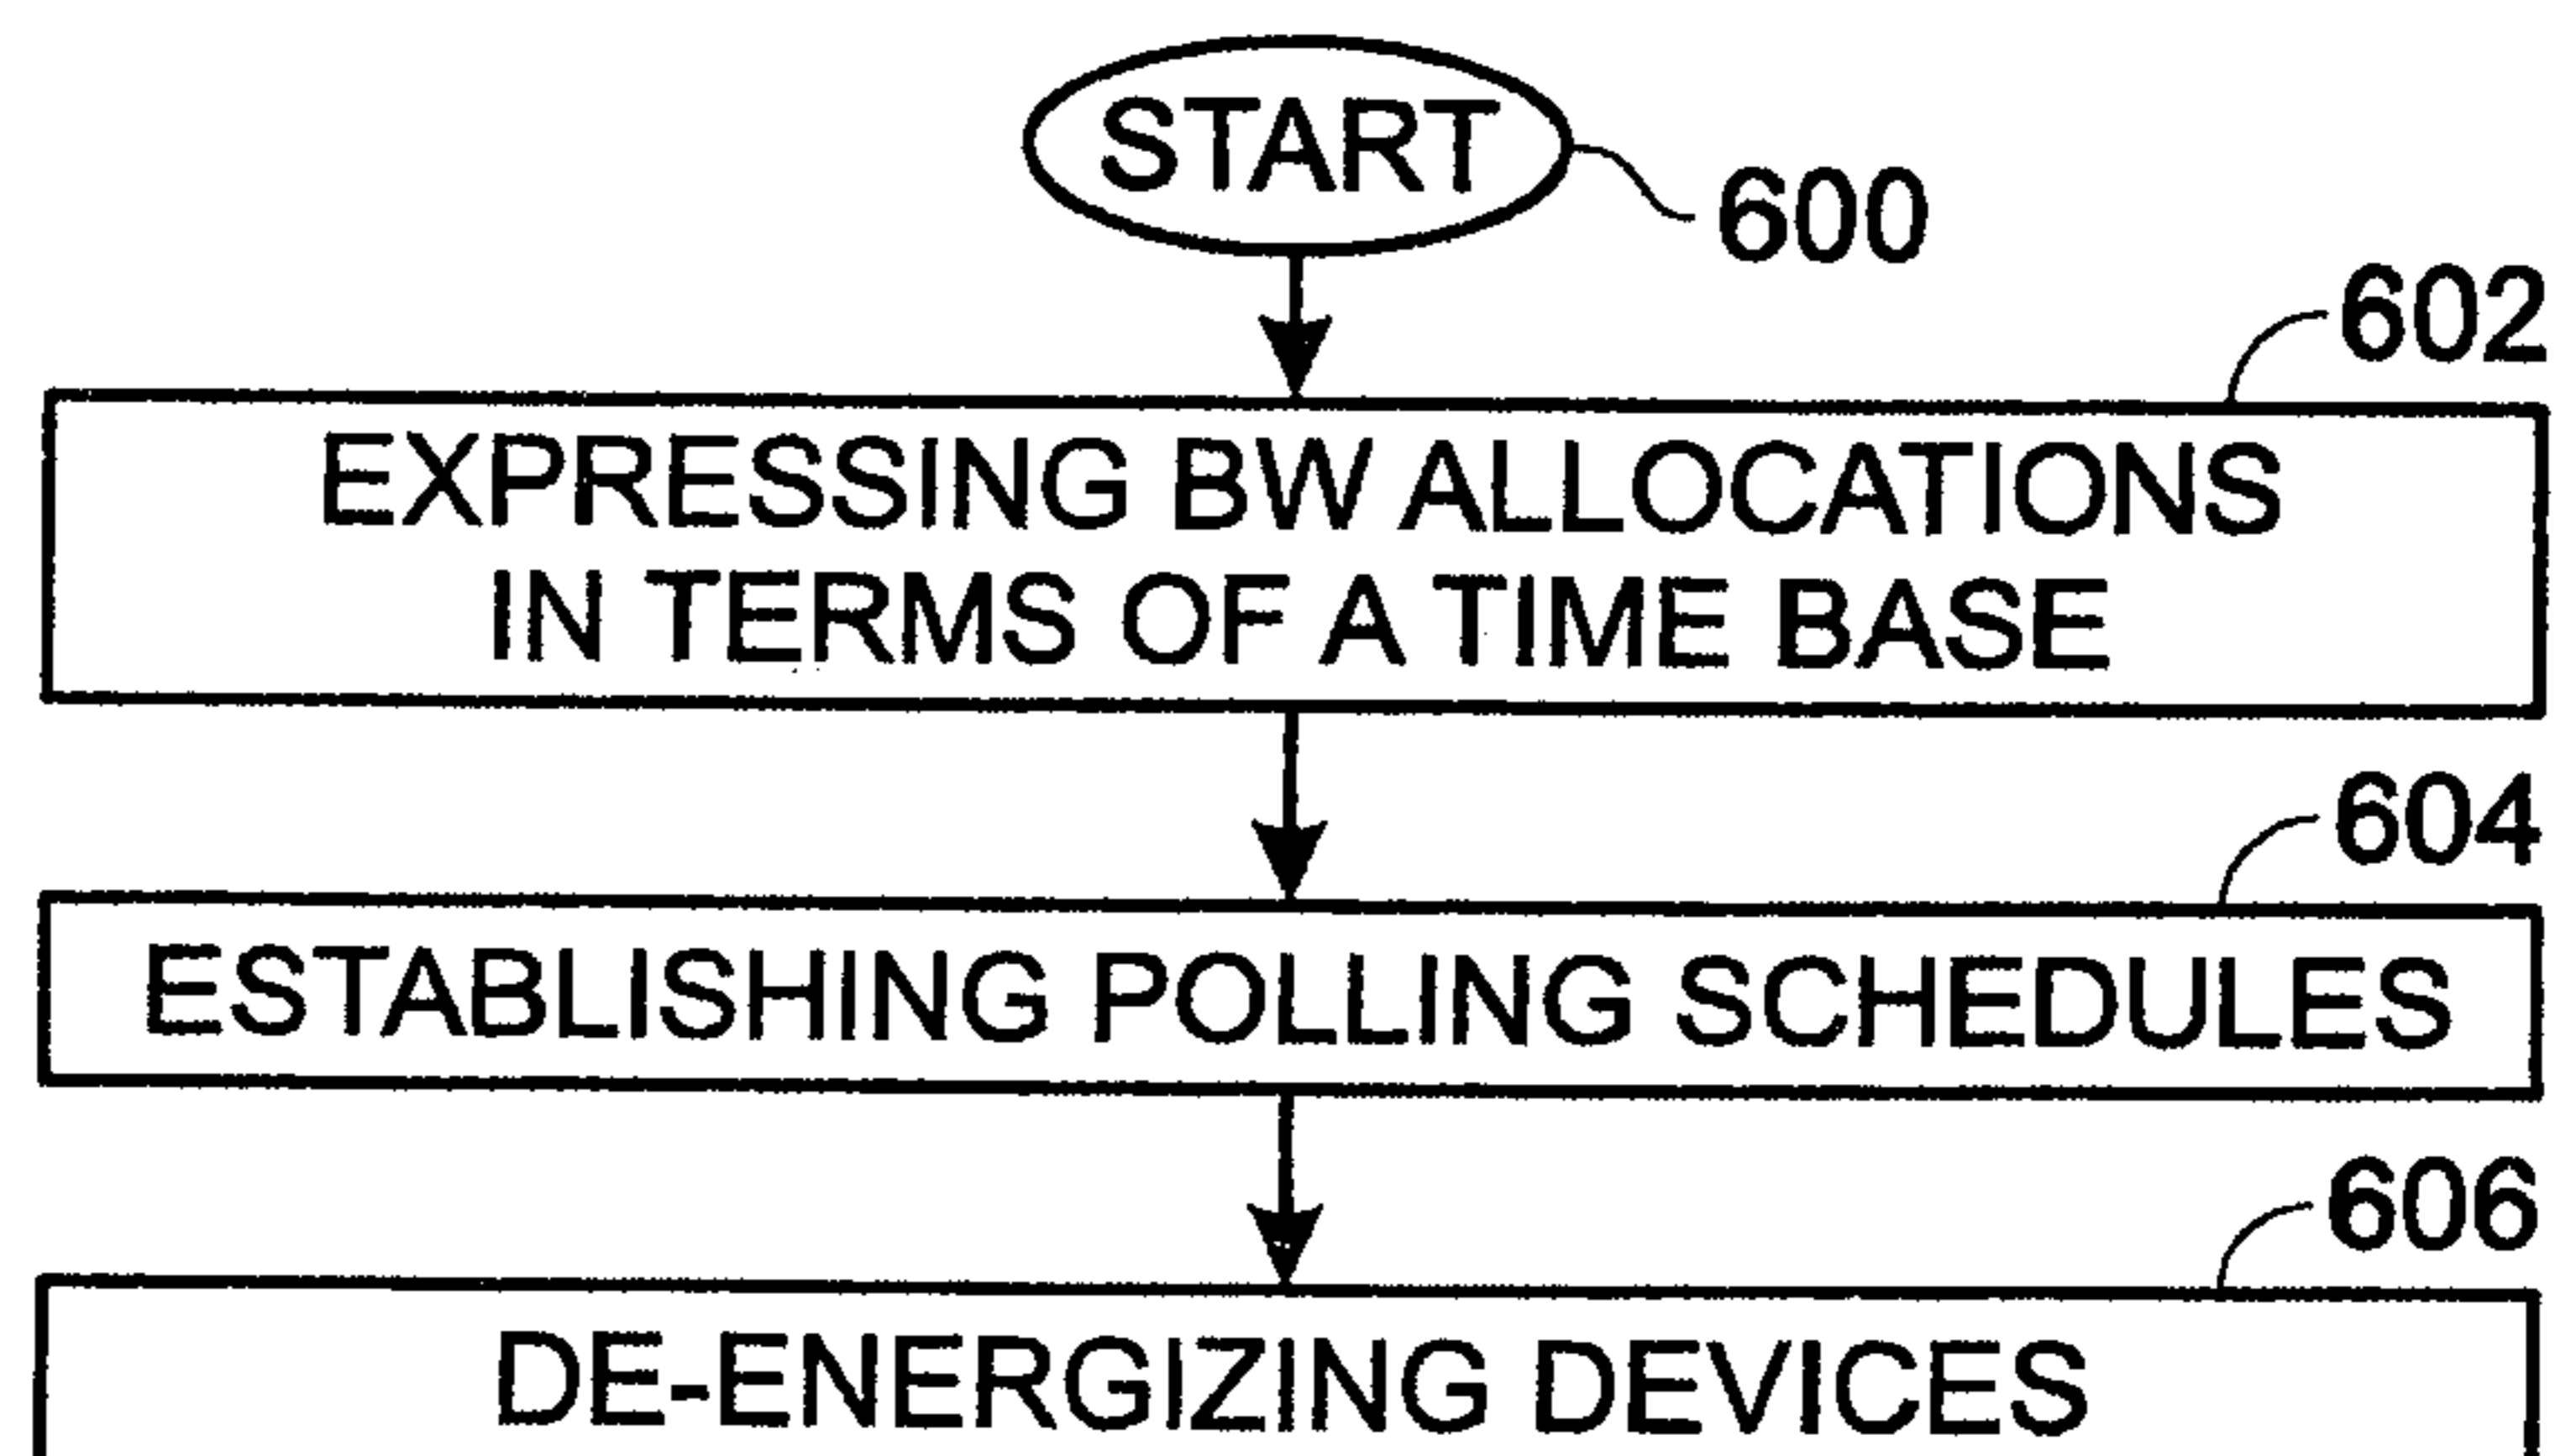 START
600
602
EXPRESSING BW ALLOCATIONS
IN TERMS OF A TIME BASE
604
ESTABLISHING POLLING SCHEDULES
606
DE-ENERGIZING DEVICES